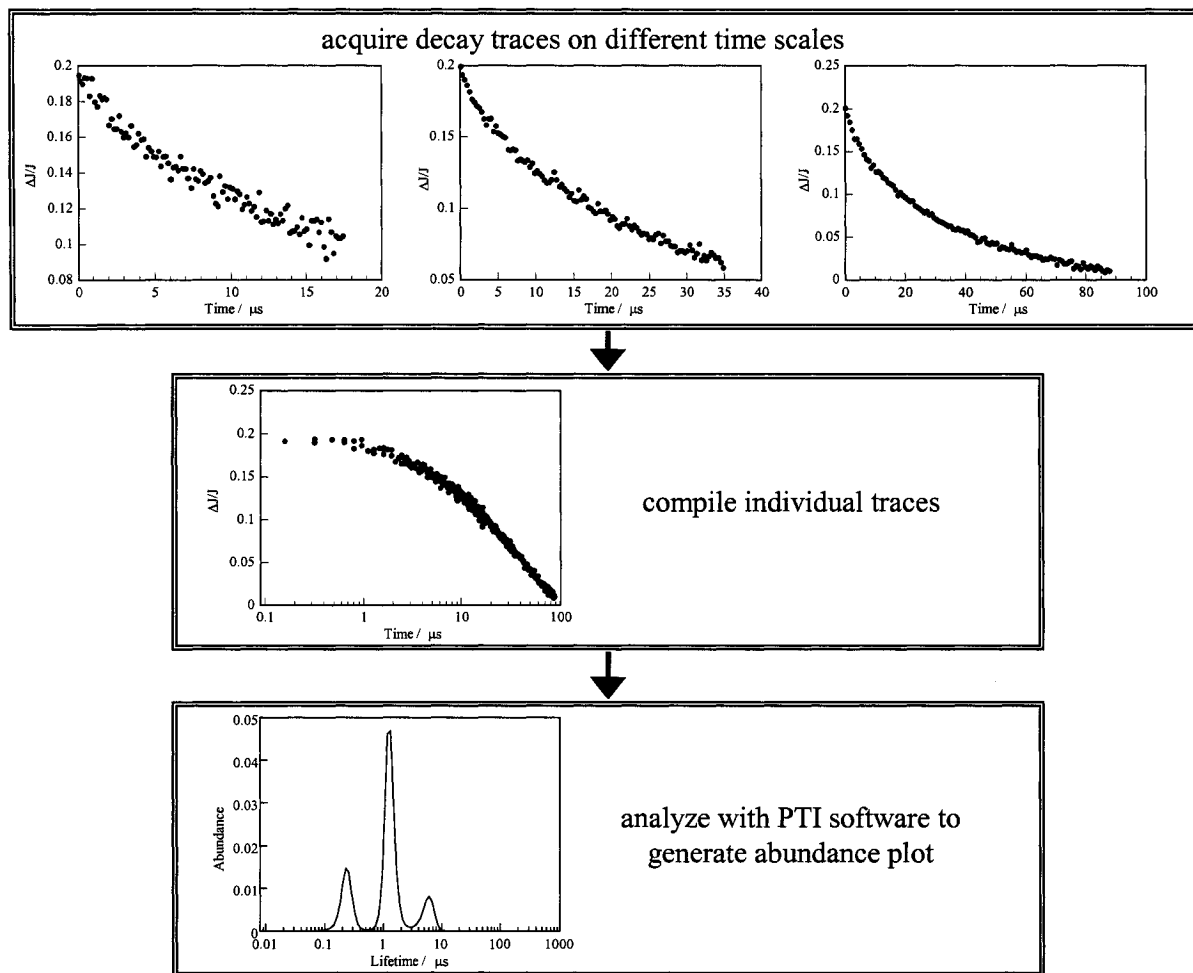 acquire decay traces on different time scales
0.2
0.18
0.16
0.14
0.12
0.1
0.08
ΔJ/J
0 5 10 15 20
Time / μs
0.2
0.15
0.1
0.05
ΔJ/J
0 5 10 15 20 25 30 35 40
Time / μs
0.25
0.2
0.15
0.1
0.05
0
ΔJ/J
0 20 40 60 80 100
Time / μs
0.25
0.2
0.15
0.1
0.05
0
ΔJ/J
0.1 1 10 100
Time / μs
compile individual traces
0.05
0.04
0.03
0.02
0.01
0
Abundance
0.01 0.1 1 10 100 1000
Lifetime / μs
analyze with PTI software to
generate abundance plot